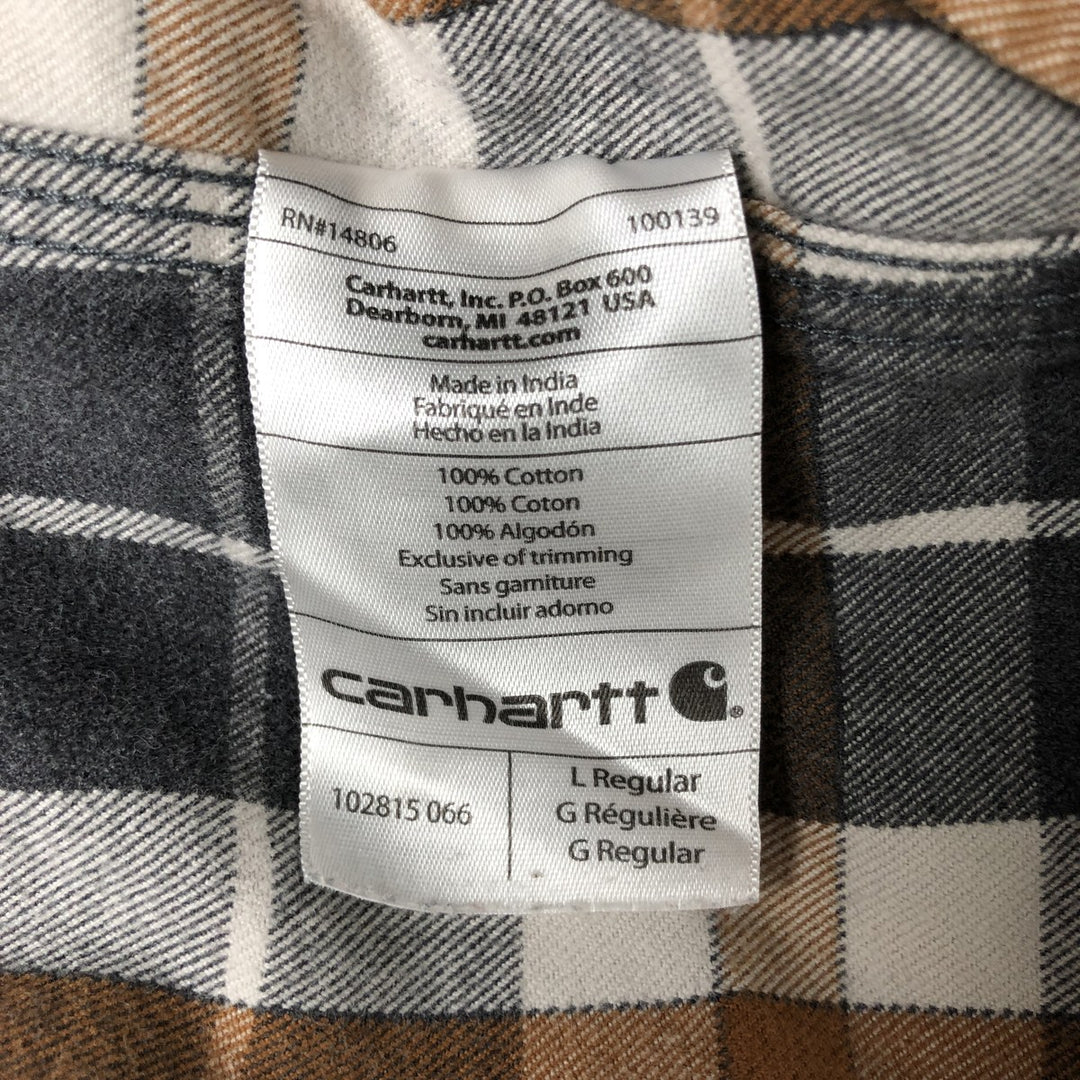 RN#14806 100139
Carhartt, Inc. P.O. Box 600
Dearborn, MI 48121 USA
carhartt.com
Made in India
Fabriqué en Inde
Hecho en la India
100% Cotton
100% Coton
100% Algodón
Exclusive of trimming
Sans garniture
Sin incluir adorno
carhartt ®
102815 066
L Regular
G Régulière
G Regular